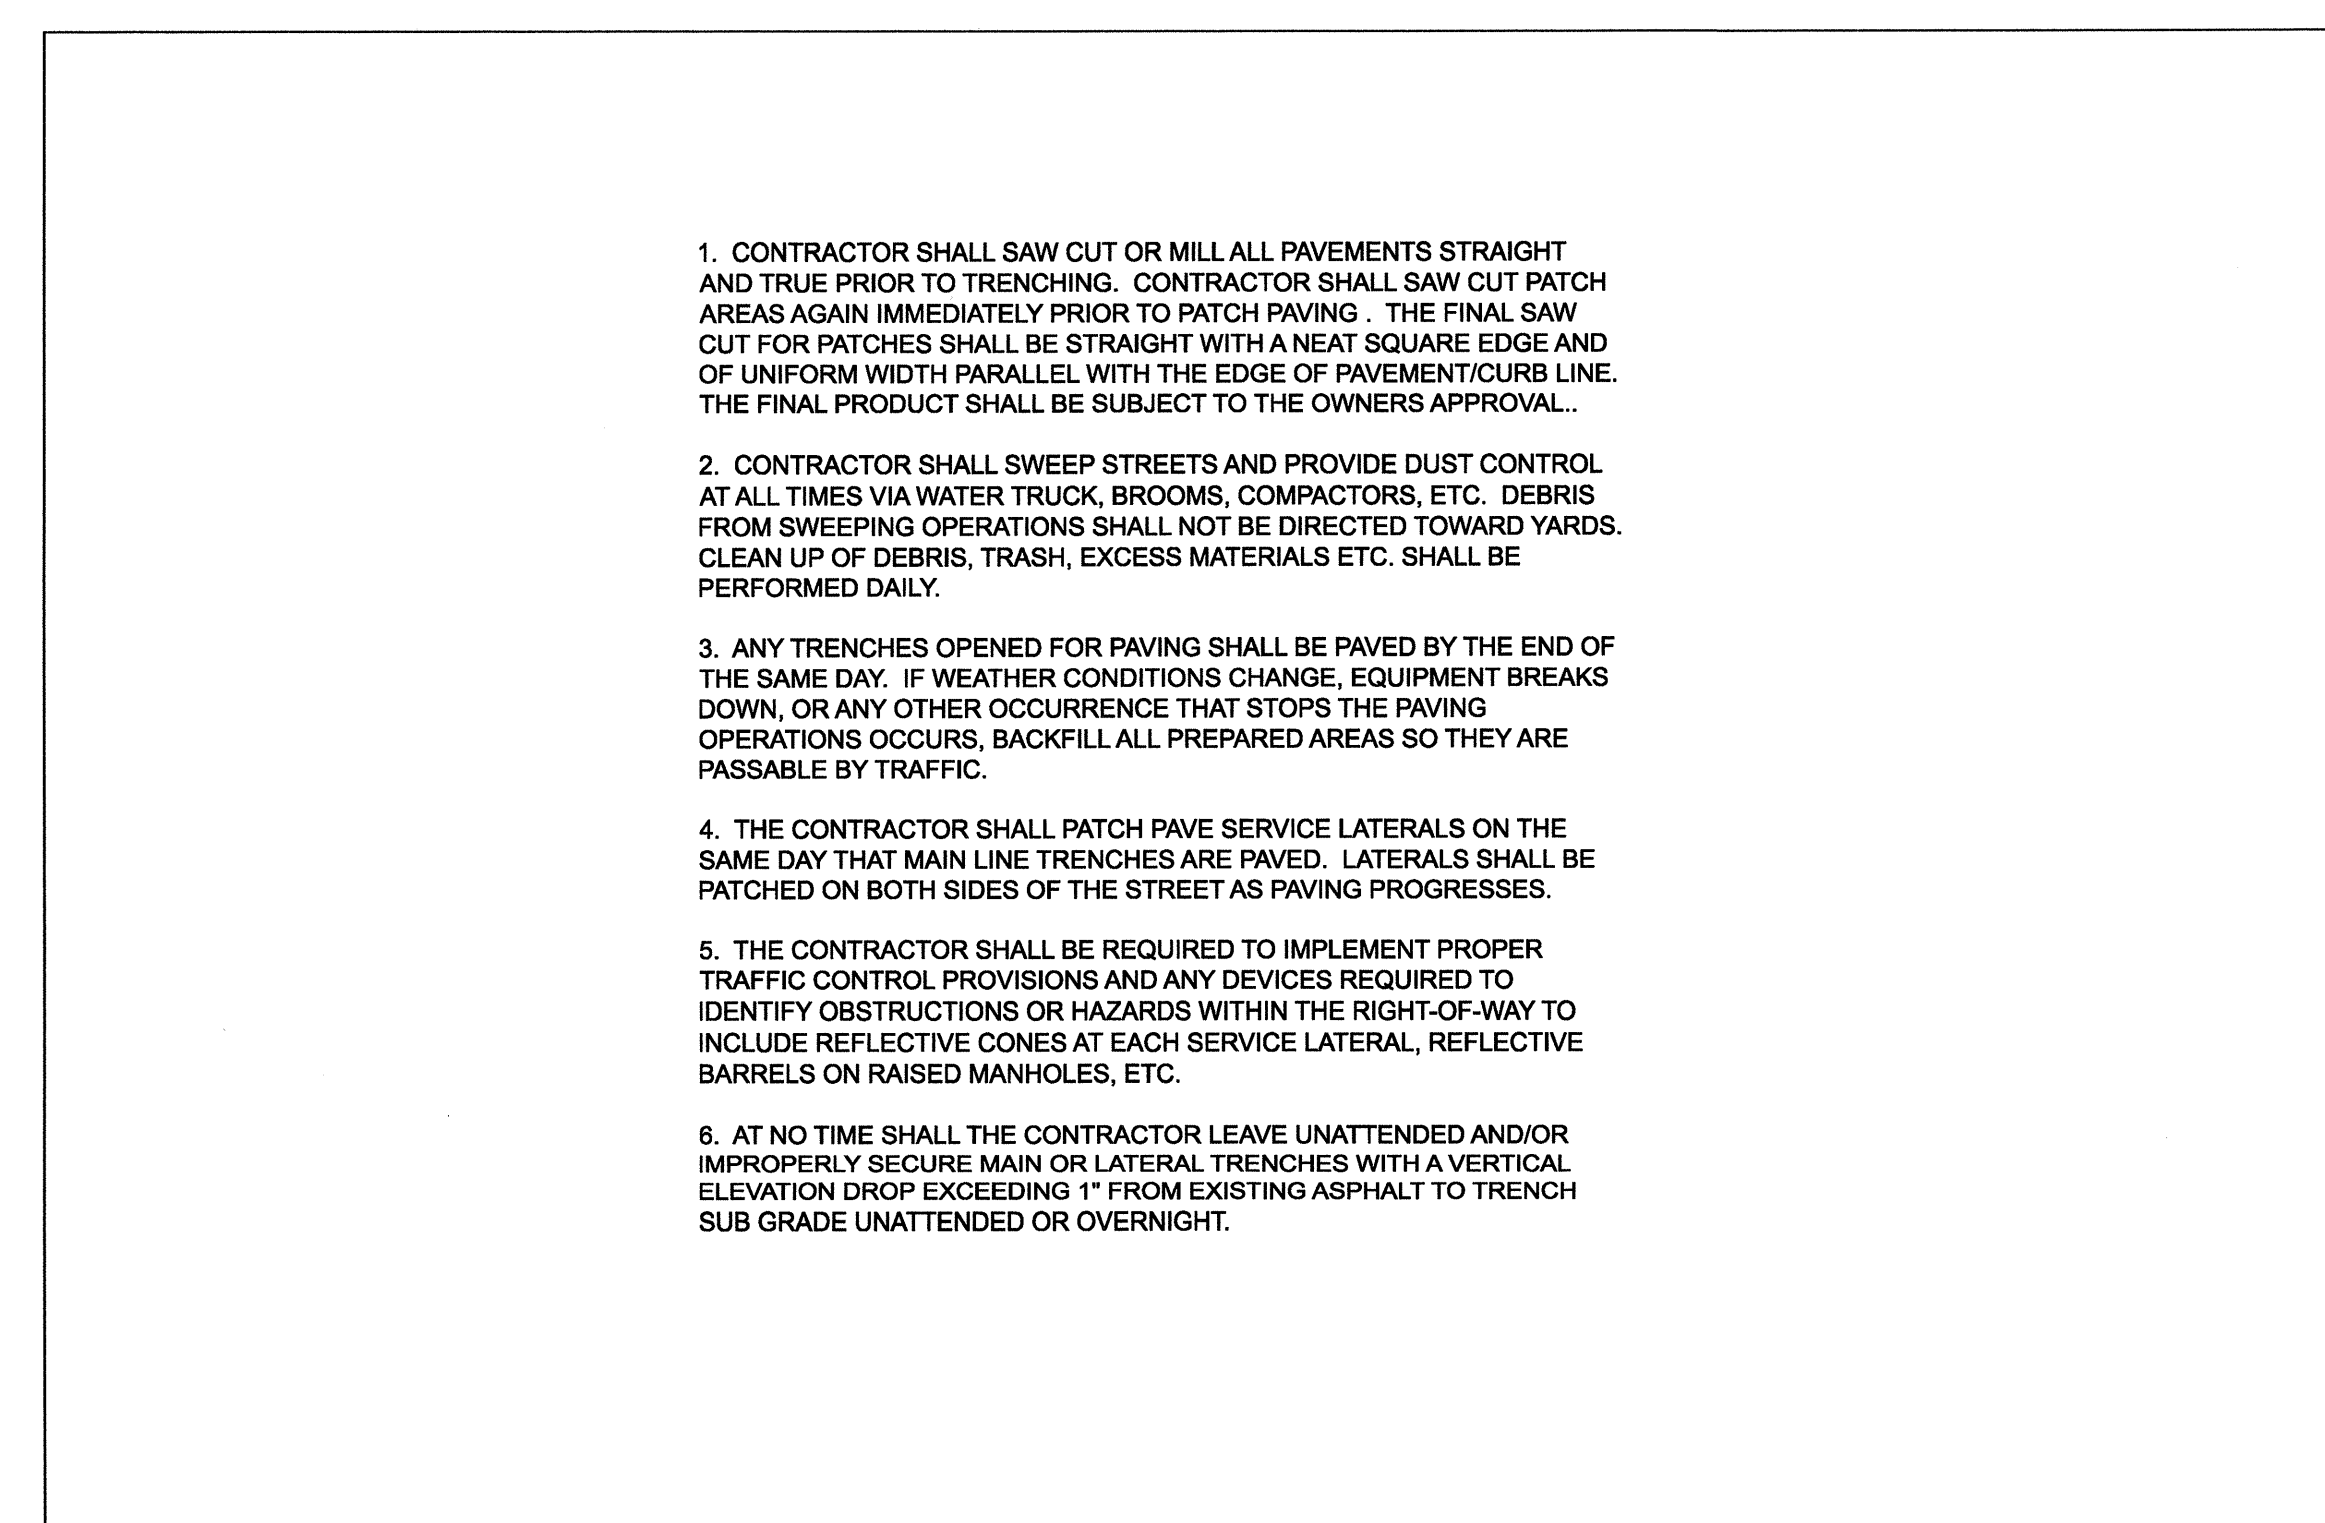 1. CONTRACTOR SHALL SAW CUT OR MILL ALL PAVEMENTS STRAIGHT
AND TRUE PRIOR TO TRENCHING. CONTRACTOR SHALL SAW CUT PATCH
AREAS AGAIN IMMEDIATELY PRIOR TO PATCH PAVING . THE FINAL SAW
CUT FOR PATCHES SHALL BE STRAIGHT WITH A NEAT SQUARE EDGE AND
OF UNIFORM WIDTH PARALLEL WITH THE EDGE OF PAVEMENT/CURB LINE.
THE FINAL PRODUCT SHALL BE SUBJECT TO THE OWNERS APPROVAL..
2. CONTRACTOR SHALL SWEEP STREETS AND PROVIDE DUST CONTROL
AT ALL TIMES VIA WATER TRUCK, BROOMS, COMPACTORS, ETC. DEBRIS
FROM SWEEPING OPERATIONS SHALL NOT BE DIRECTED TOWARD YARDS.
CLEAN UP OF DEBRIS, TRASH, EXCESS MATERIALS ETC. SHALL BE
PERFORMED DAILY.
3. ANY TRENCHES OPENED FOR PAVING SHALL BE PAVED BY THE END OF
THE SAME DAY. IF WEATHER CONDITIONS CHANGE, EQUIPMENT BREAKS
DOWN, OR ANY OTHER OCCURRENCE THAT STOPS THE PAVING
OPERATIONS OCCURS, BACKFILL ALL PREPARED AREAS SO THEY ARE
PASSABLE BY TRAFFIC.
4. THE CONTRACTOR SHALL PATCH PAVE SERVICE LATERALS ON THE
SAME DAY THAT MAIN LINE TRENCHES ARE PAVED. LATERALS SHALL BE
PATCHED ON BOTH SIDES OF THE STREET AS PAVING PROGRESSES.
5. THE CONTRACTOR SHALL BE REQUIRED TO IMPLEMENT PROPER
TRAFFIC CONTROL PROVISIONS AND ANY DEVICES REQUIRED TO
IDENTIFY OBSTRUCTIONS OR HAZARDS WITHIN THE RIGHT-OF-WAY TO
INCLUDE REFLECTIVE CONES AT EACH SERVICE LATERAL, REFLECTIVE
BARRELS ON RAISED MANHOLES, ETC.
6. AT NO TIME SHALL THE CONTRACTOR LEAVE UNATTENDED AND/OR
IMPROPERLY SECURE MAIN OR LATERAL TRENCHES WITH A VERTICAL
ELEVATION DROP EXCEEDING 1" FROM EXISTING ASPHALT TO TRENCH
SUB GRADE UNATTENDED OR OVERNIGHT.